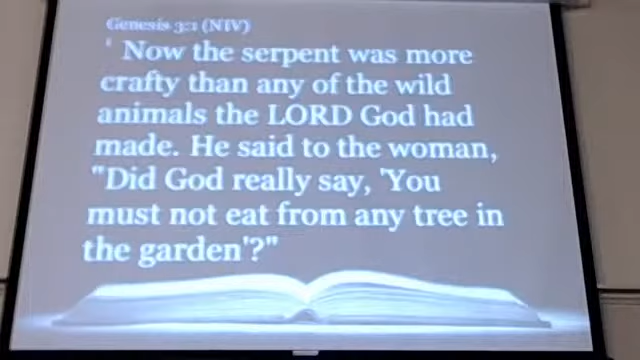 Genesis 3:1 (NIV)
' Now the serpent was more
crafty than any of the wild
animals the LORD God had
made. He said to the woman,
"Did God really say, 'You
must not eat from any tree in
the garden'?"